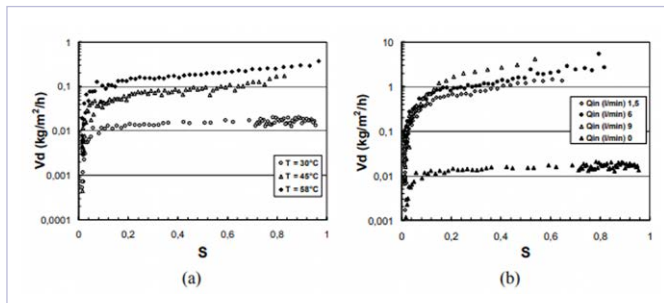 1
0,1
0,01
0,001
0,0001
Vd (kg/m²/h)
0
0,2
0,4
0,6
0,8
1
S
T = 30°C
T = 45°C
T = 58°C
(a)
10
1
0,1
0,01
0,001
Vd (kg/m²/h)
0
0,2
0,4
0,6
0,8
1
S
Qin (l/min) 1,5
Qin (l/min) 6
Qin (l/min) 9
Qin (l/min) 0
(b)